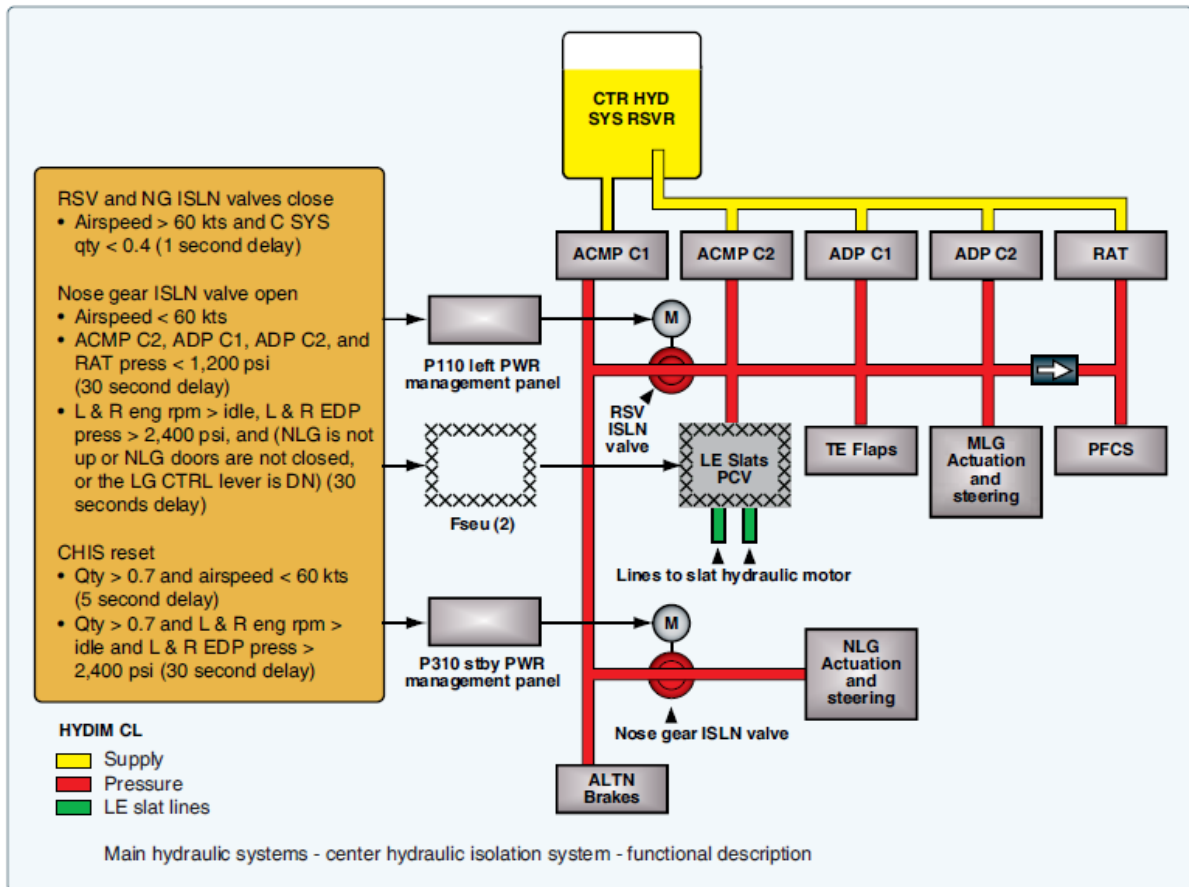 CTR HYD
SYS RSVR
RSV and NG ISLN valves close
• Airspeed > 60 kts and C SYS
qty < 0.4 (1 second delay)
Nose gear ISLN valve open
• Airspeed < 60 kts
• ACMP C2, ADP C1, ADP C2, and
RAT press < 1,200 psi
(30 second delay)
• L & R eng rpm > idle, L & R EDP
press > 2,400 psi, and (NLG is not
up or NLG doors are not closed,
or the LG CTRL lever is DN) (30
seconds delay)
CHIS reset
• Qty > 0.7 and airspeed < 60 kts
(5 second delay)
• Qty > 0.7 and L & R eng rpm >
idle and L & R EDP press >
2,400 psi (30 second delay)
ACMP C1
ACMP C2
ADP C1
ADP C2
RAT
M
P110 left PWR
management panel
RSV
ISLN
valve
LE Slats
PCV
TE Flaps
MLG
Actuation
and
steering
PFCS
Fseu (2)
Lines to slat hydraulic motor
M
P310 stby PWR
management panel
NLG
Actuation
and
steering
Nose gear ISLN valve
ALTN
Brakes
HYDIM CL
Supply
Pressure
LE slat lines
Main hydraulic systems - center hydraulic isolation system - functional description